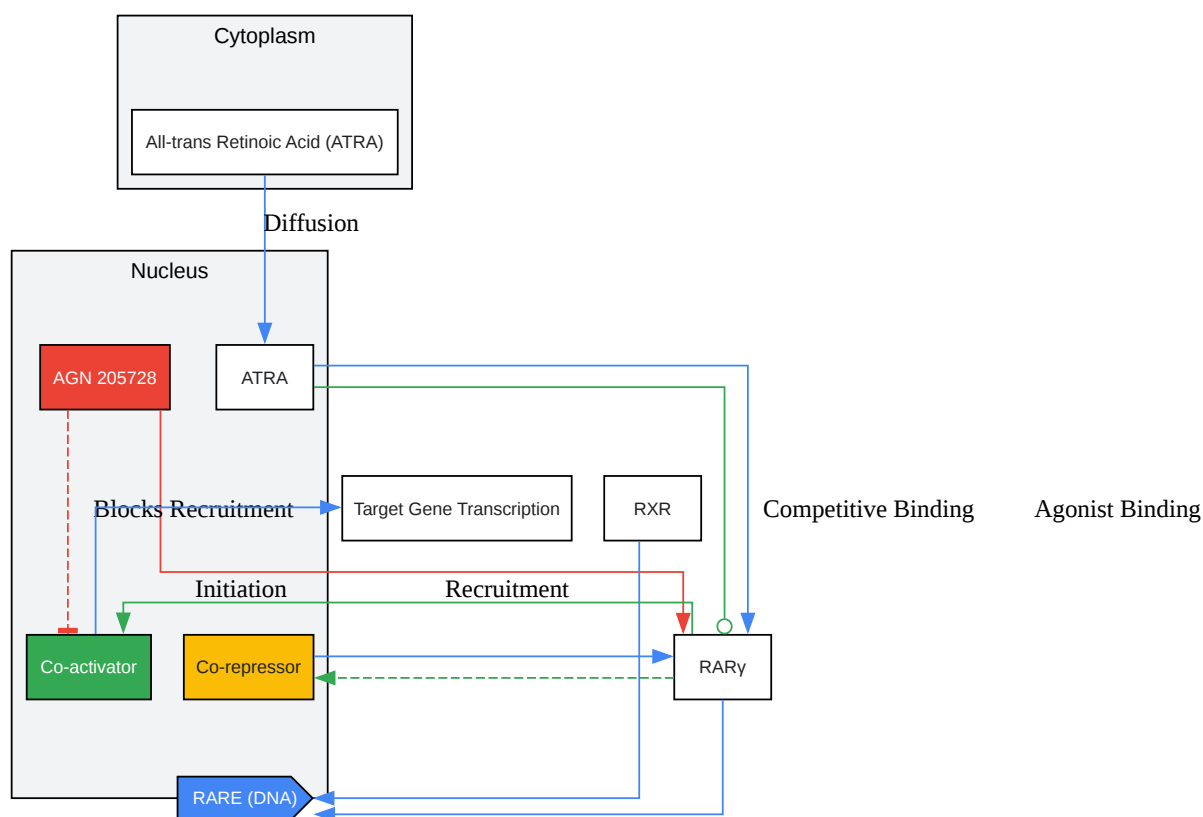 Cytoplasm
All-trans Retinoic Acid (ATRA)
Diffusion
Nucleus
AGN 205728
ATRA
Blocks Recruitment
Target Gene Transcription
RXR
Competitive Binding
Agonist Binding
Initiation
Recruitment
Co-activator
Co-repressor
RARγ
RARE (DNA)